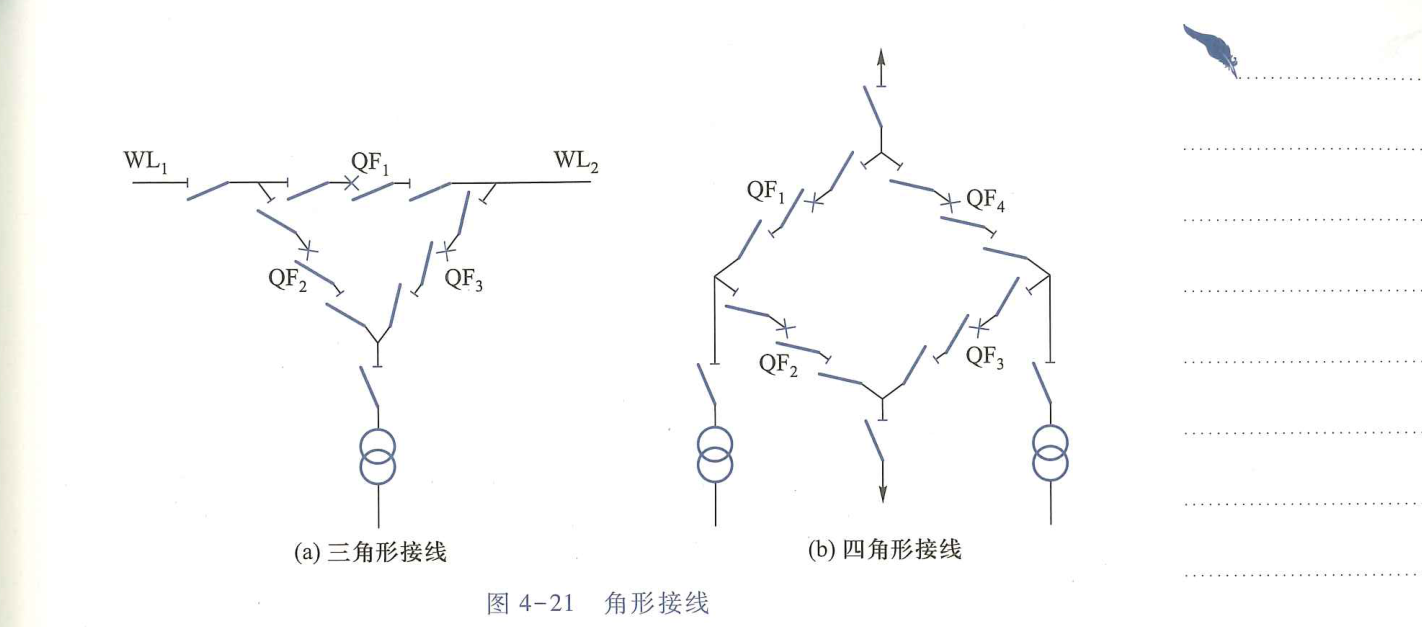 WL₁
QF₁
WL₂
QF₂
QF₃
(a) 三角形接线
QF₁
QF₄
QF₂
QF₃
(b) 四角形接线
图 4-21 角形接线